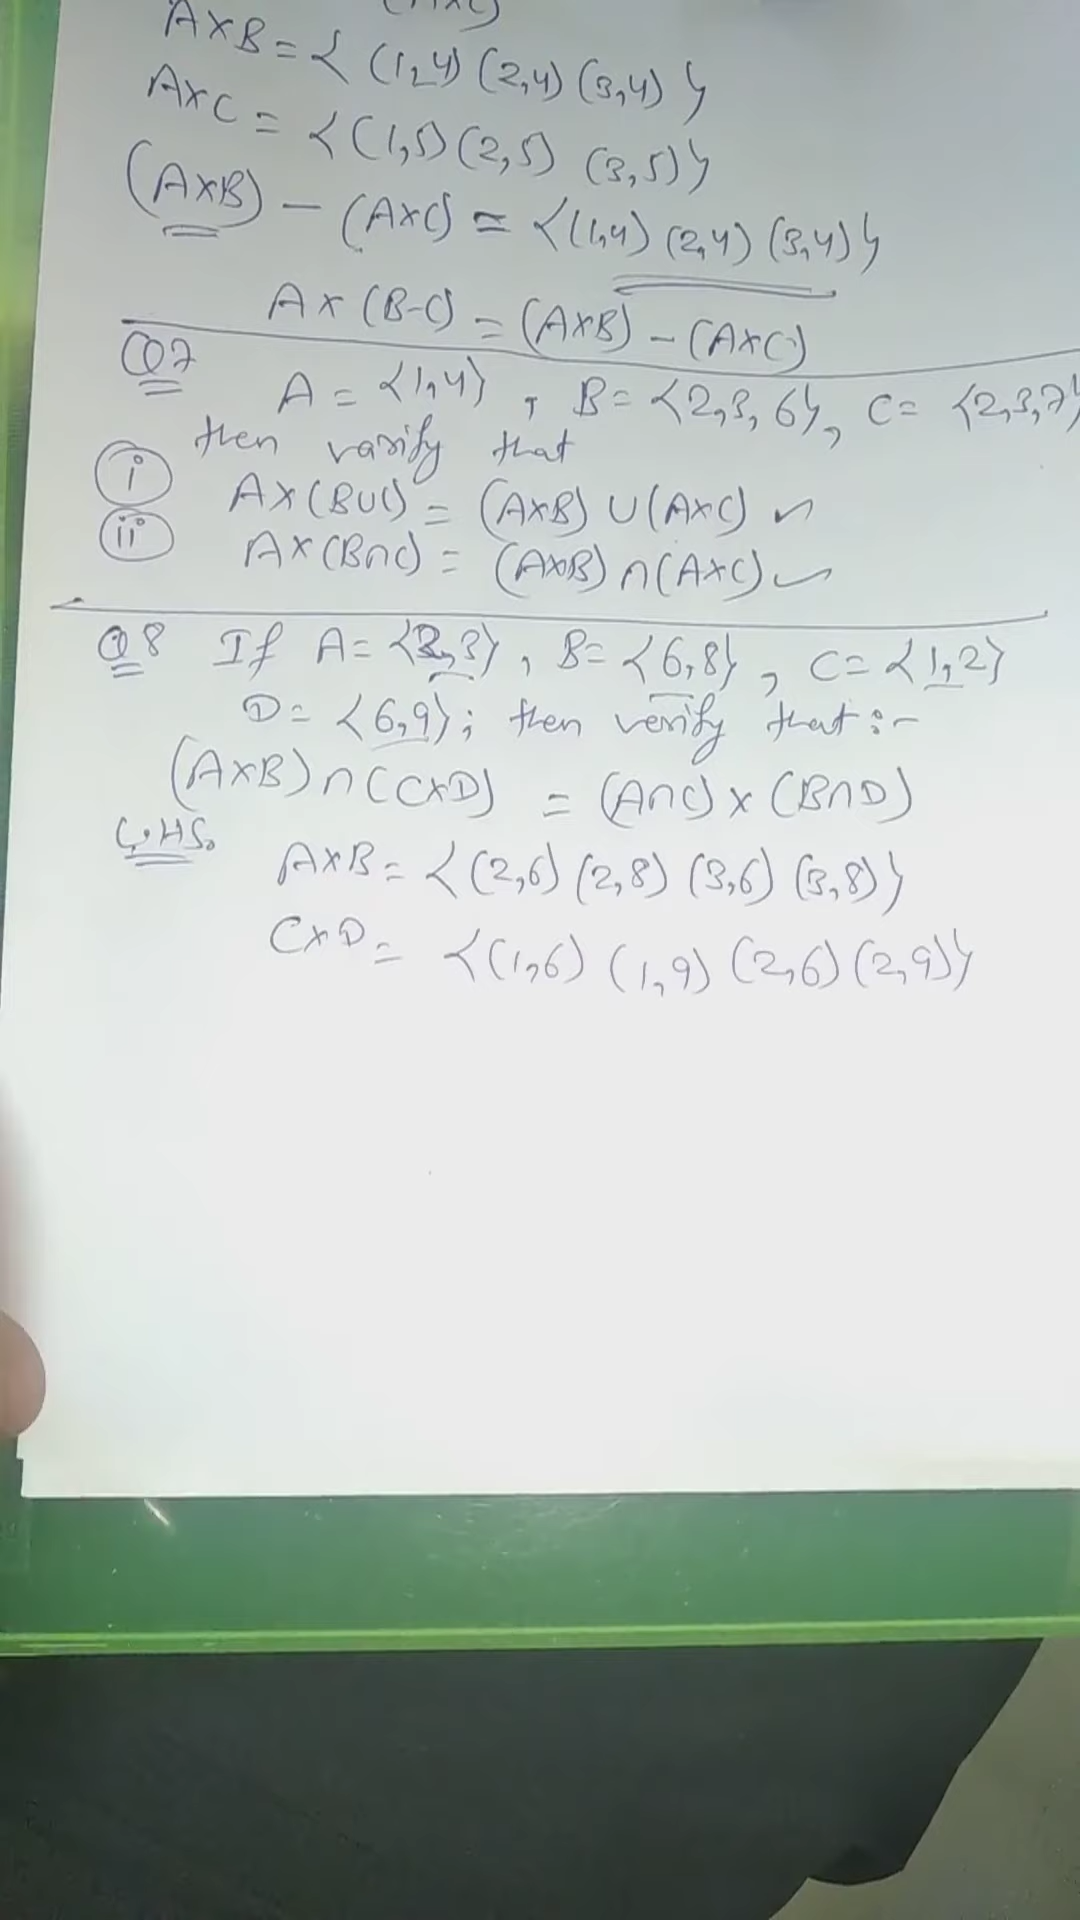 A×B = { (1,4) (2,4) (3,4) }
A×C = { (1,5) (2,5) (3,5) }
(A×B) - (A×C) = { (1,4) (2,4) (3,4) }
A × (B-C) = (A×B) - (A×C)
Q7 A = {1,4} , B = {2,3,6}, C = {2,3,7}
then varify that
i A×(B∪C) = (A×B) ∪ (A×C)
ii A×(B∩C) = (A×B) ∩ (A×C)
Q8 If A = {2,3} , B = {6,8} , C = {1,2}
D = {6,9} ; then verify that :-
(A×B) ∩ (C×D) = (A∩C) × (B∩D)
LHS.
A×B = { (2,6) (2,8) (3,6) (3,8) }
C×D = { (1,6) (1,9) (2,6) (2,9) }